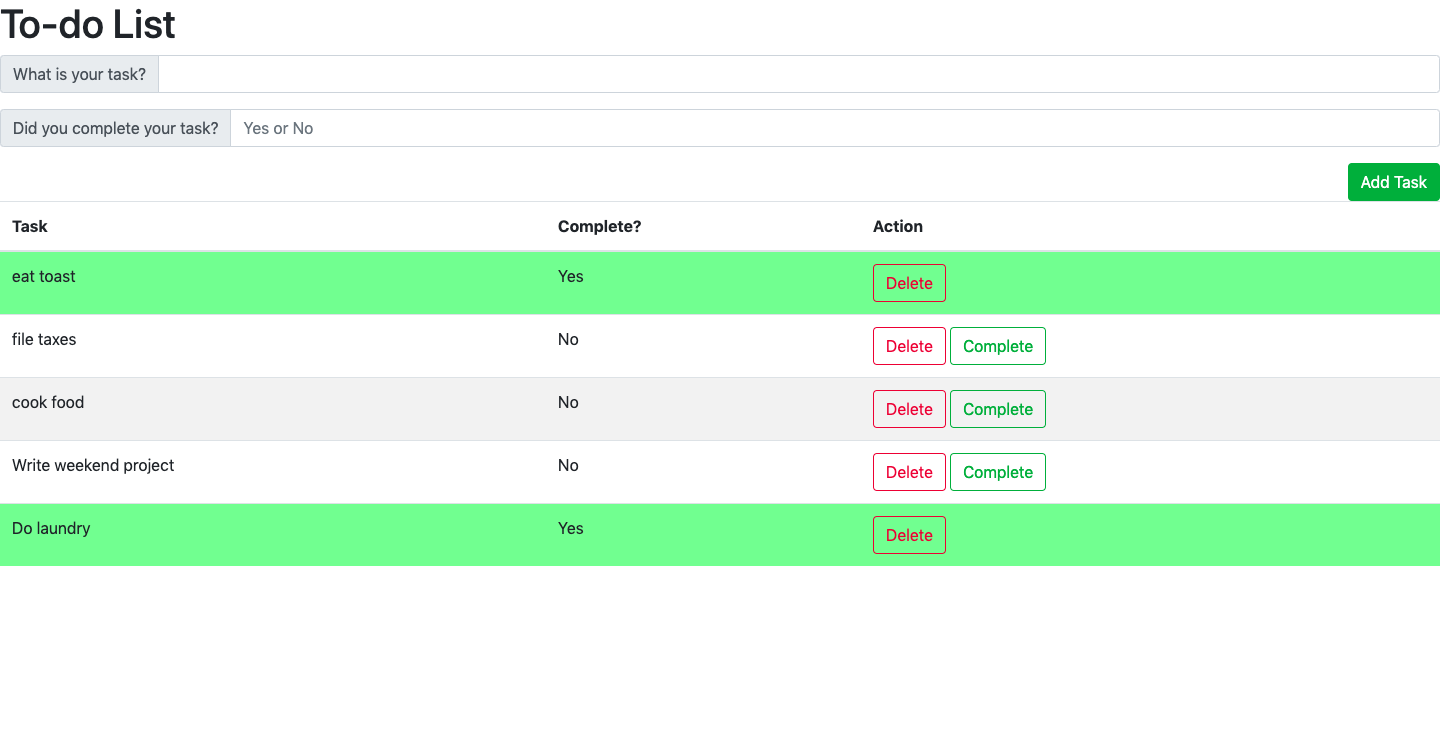 To-do List
What is your task?
Did you complete your task? Yes or No
Add Task
Task Complete? Action
eat toast Yes Delete
file taxes No Delete Complete
cook food No Delete Complete
Write weekend project No Delete Complete
Do laundry Yes Delete